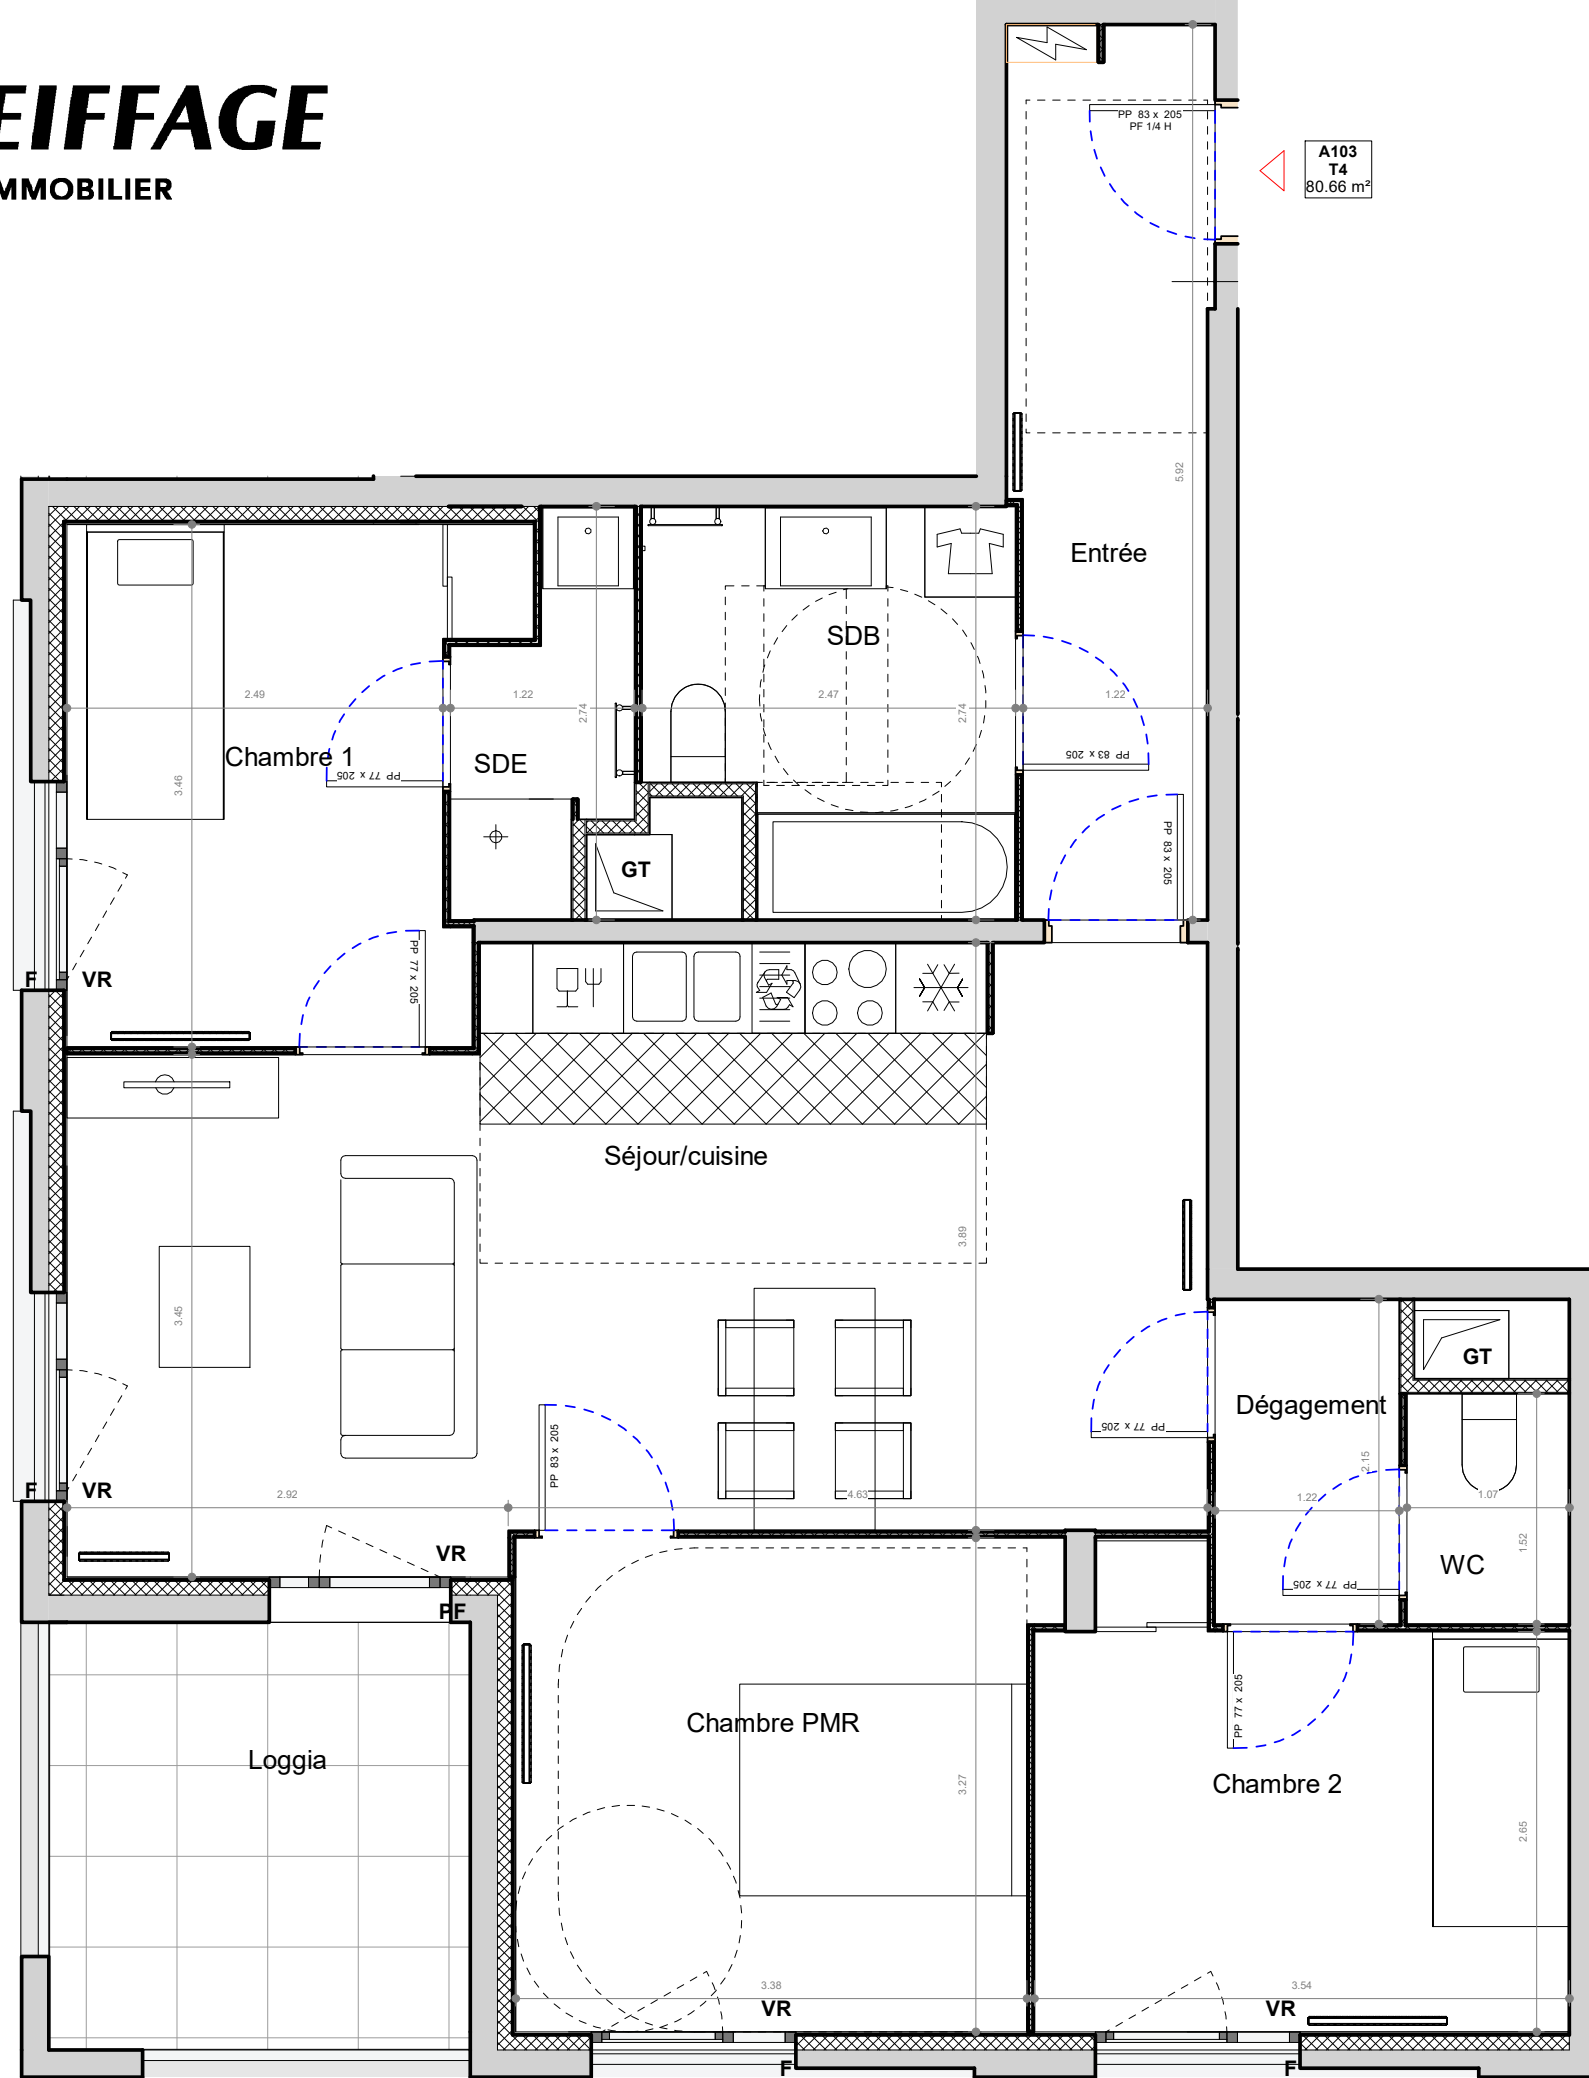 EIFFAGE
MMOBILIER
PP 83 x 205
PF 1/4 H
A103
T4
80.66 m²
5.92
Entrée
SDB
2.49
1.22
2.74
2.47
2.74
1.22
Chambre 1
PP 77 x 205
SDE
PP 83 x 205
3.46
PP 83 x 205
GT
F
VR
PP 77 x 205
Séjour/cuisine
3.89
3.45
GT
Dégagement
PP 77 x 205
PP 83 x 205
2.15
F
VR
2.92
4.63
1.22
1.07
1.52
VR
WC
PP 77 x 205
PF
PP 77 x 205
Chambre PMR
Loggia
Chambre 2
3.27
2.65
3.38
VR
3.54
VR
F
F